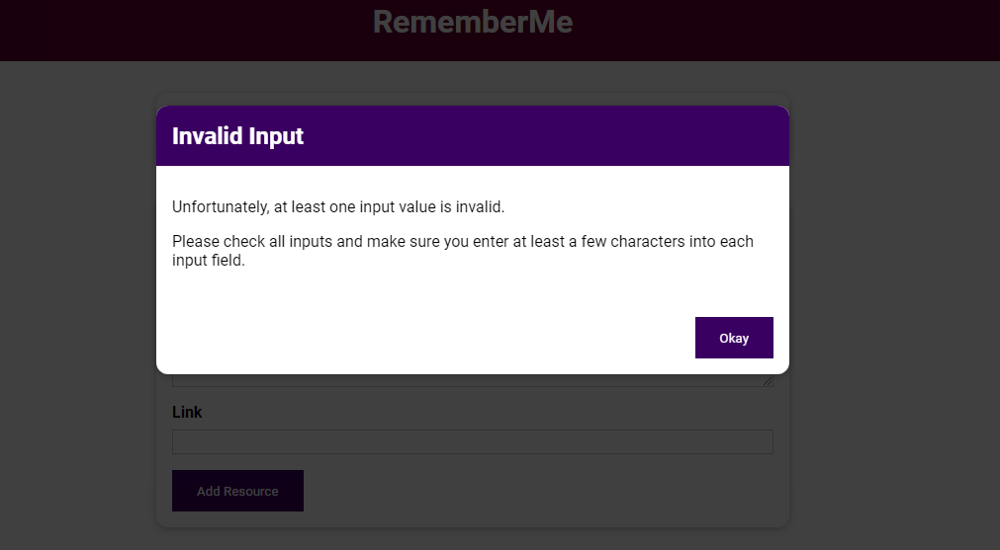 RememberMe
Invalid Input
Unfortunately, at least one input value is invalid.
Please check all inputs and make sure you enter at least a few characters into each
input field.
Okay
Link
Add Resource